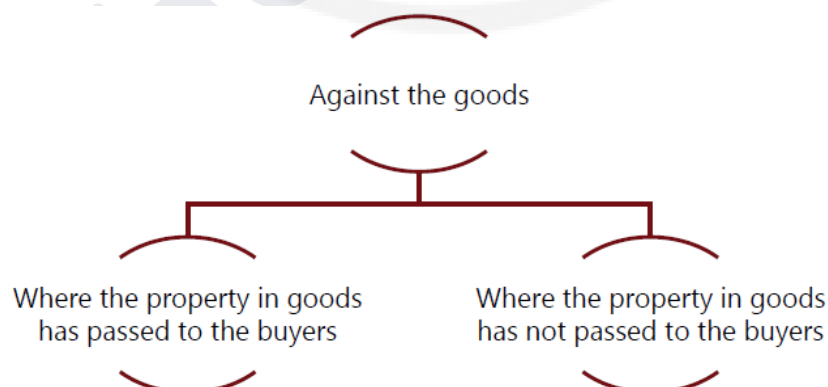 Against the goods
Where the property in goods
has passed to the buyers
Where the property in goods
has not passed to the buyers